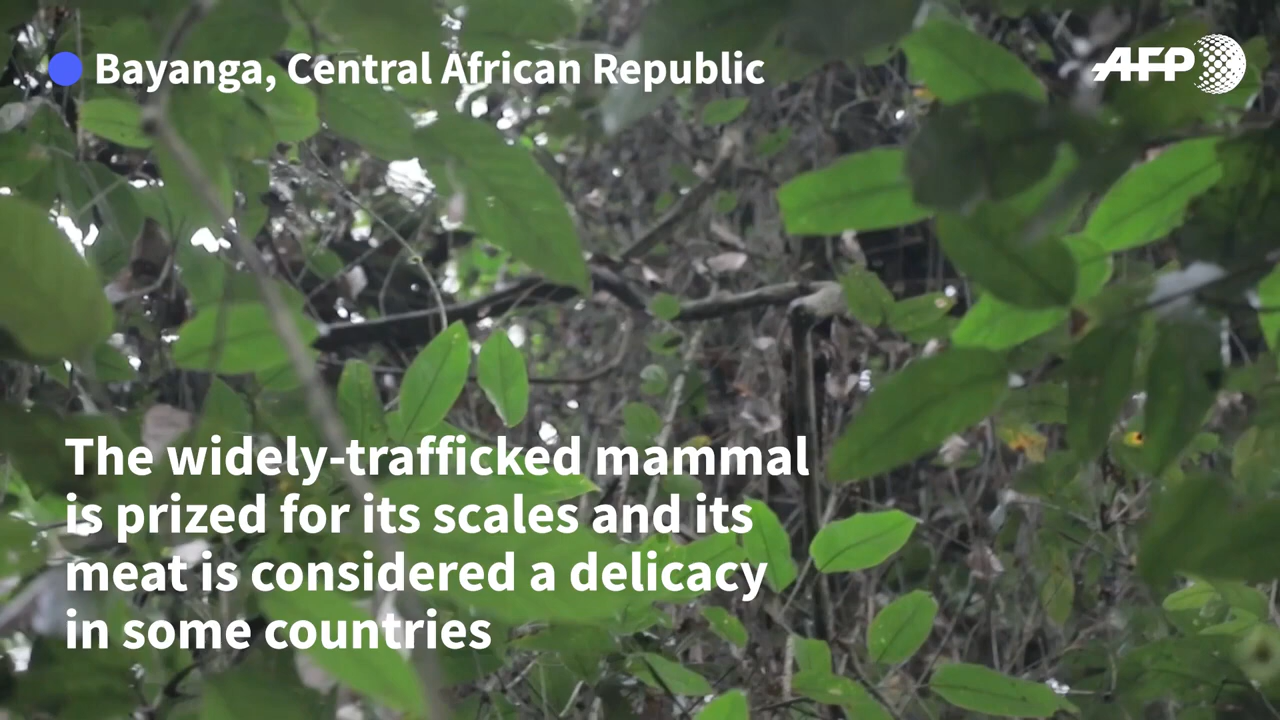 Bayanga, Central African Republic
AFP
The widely-trafficked mammal
is prized for its scales and its
meat is considered a delicacy
in some countries